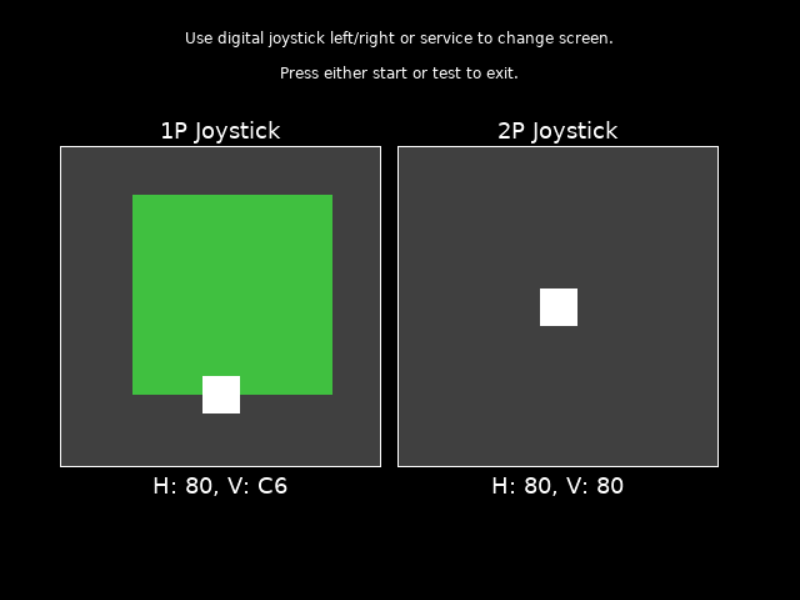 Use digital joystick left/right or service to change screen.
Press either start or test to exit.
1P Joystick
2P Joystick
H: 80, V: C6
H: 80, V: 80